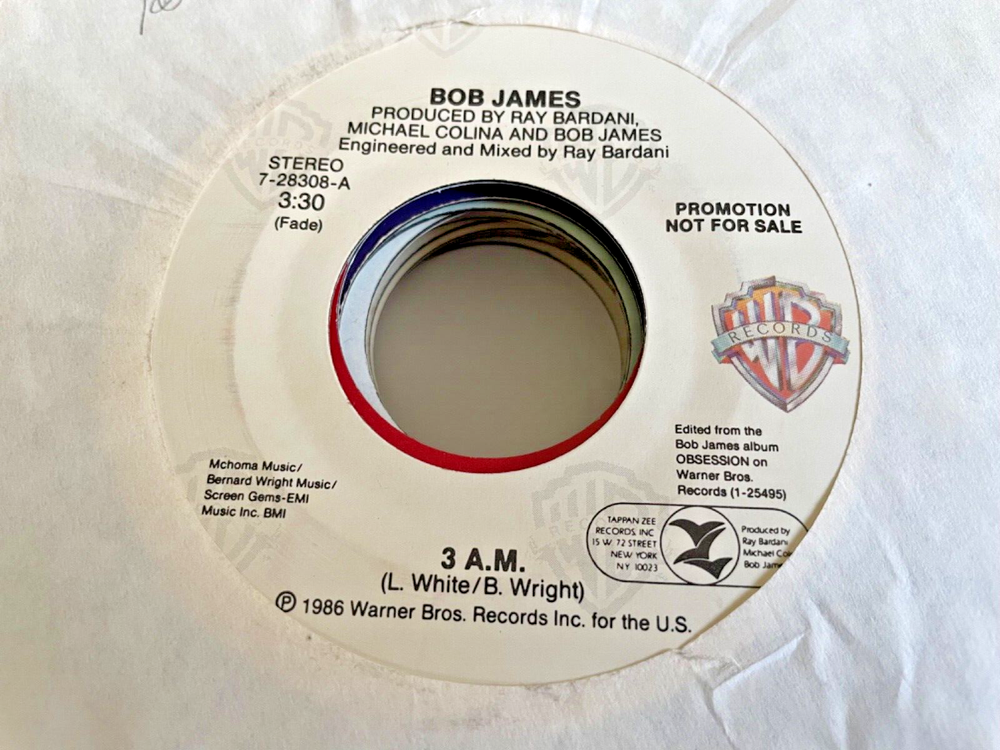 BOB JAMES
PRODUCED BY RAY BARDANI,
MICHAEL COLINA AND BOB JAMES
Engineered and Mixed by Ray Bardani
STEREO
7-28308-A
3:30
(Fade)
PROMOTION
NOT FOR SALE
WB
RECORDS
Edited from the
Bob James album
OBSESSION on
Warner Bros.
Records (1-25495)
Mchoma Music/
Bernard Wright Music/
Screen Gems-EMI
Music Inc. BMI
TAPPAN ZEE
RECORDS, INC
15 W. 72 STREET
NEW YORK
NY 10023
Produced by
Ray Bardani
Michael
Bob
3 A.M.
(L. White/B. Wright)
℗ 1986 Warner Bros. Records Inc. for the U.S.